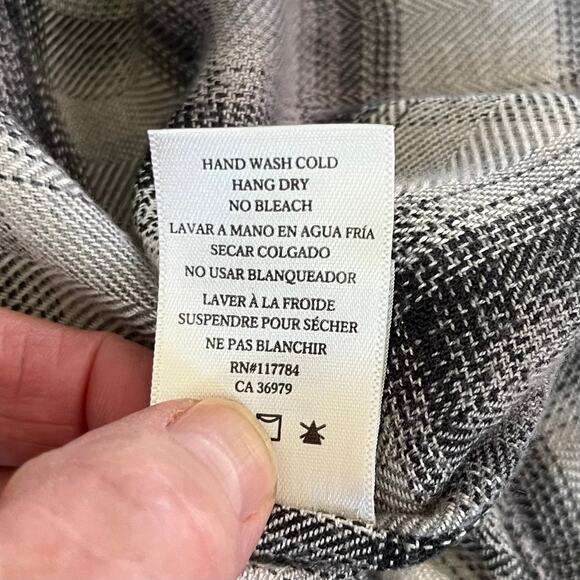 HAND WASH COLD
HANG DRY
NO BLEACH
LAVAR A MANO EN AGUA FRÍA
SECAR COLGADO
NO USAR BLANQUEADOR
LAVER À LA FROIDE
SUSPENDRE POUR SÉCHER
NE PAS BLANCHIR
RN#117784
CA 36979